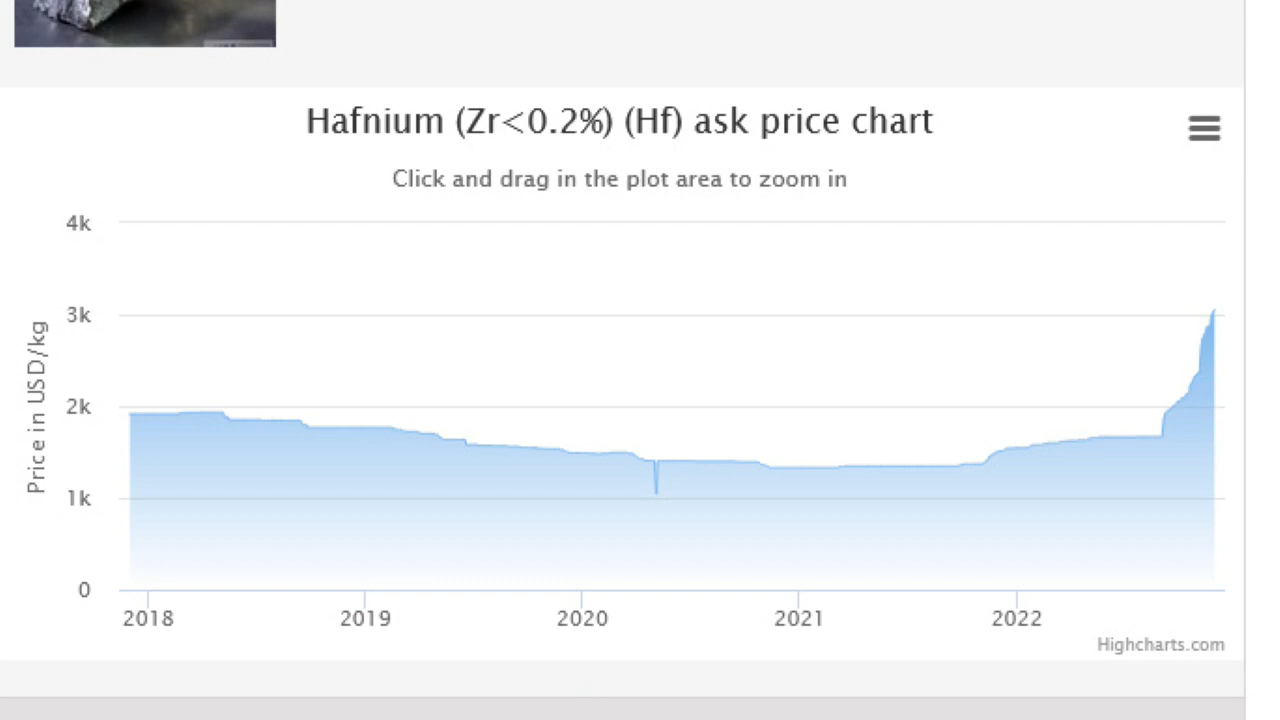 Hafnium (Zr<0.2%) (Hf) ask price chart
Click and drag in the plot area to zoom in
4k
3k
2k
1k
0
Price in USD/kg
2018 2019 2020 2021 2022
Highcharts.com